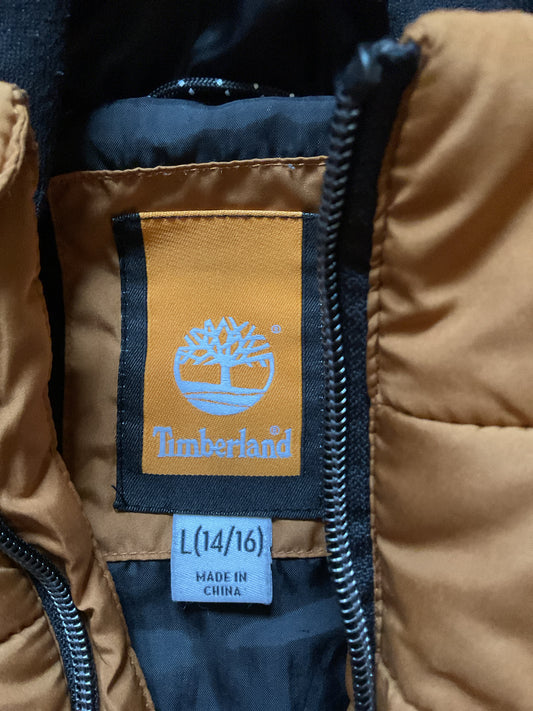 ®
Timberland
L(14/16)
MADE IN
CHINA